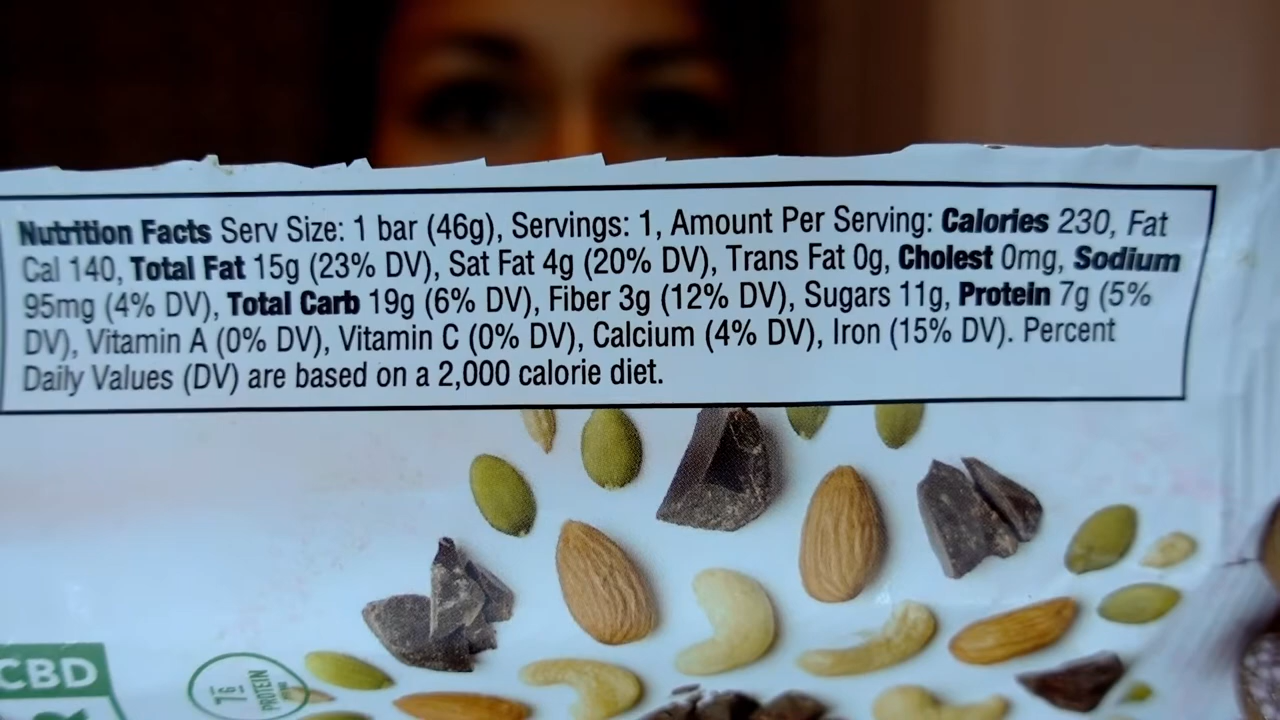 Nutrition Facts Serv Size: 1 bar (46g), Servings: 1, Amount Per Serving: Calories 230, Fat
Cal 140, Total Fat 15g (23% DV), Sat Fat 4g (20% DV), Trans Fat 0g, Cholest 0mg, Sodium
95mg (4% DV), Total Carb 19g (6% DV), Fiber 3g (12% DV), Sugars 11g, Protein 7g (5%
DV), Vitamin A (0% DV), Vitamin C (0% DV), Calcium (4% DV), Iron (15% DV). Percent
Daily Values (DV) are based on a 2,000 calorie diet.
CBD
7g
PROTEIN